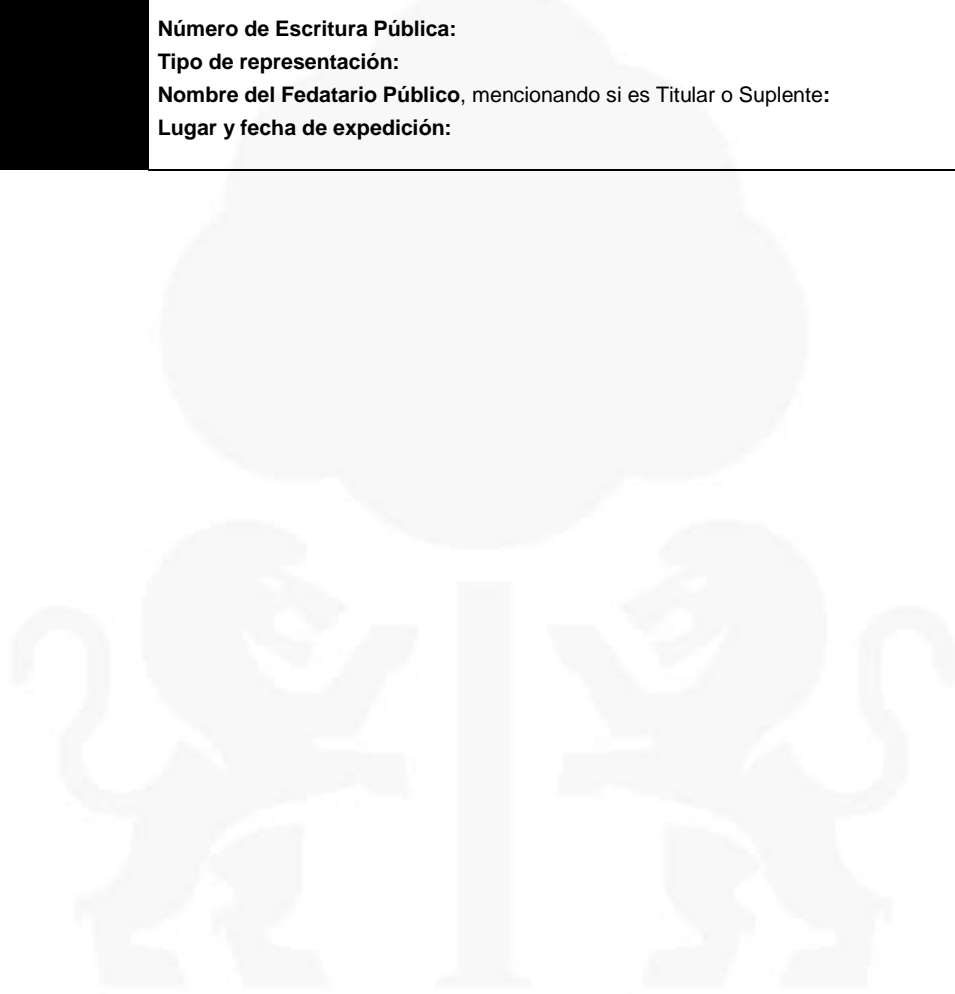 Número de Escritura Pública:
Tipo de representación:
Nombre del Fedatario Público, mencionando si es Titular o Suplente:
Lugar y fecha de expedición: